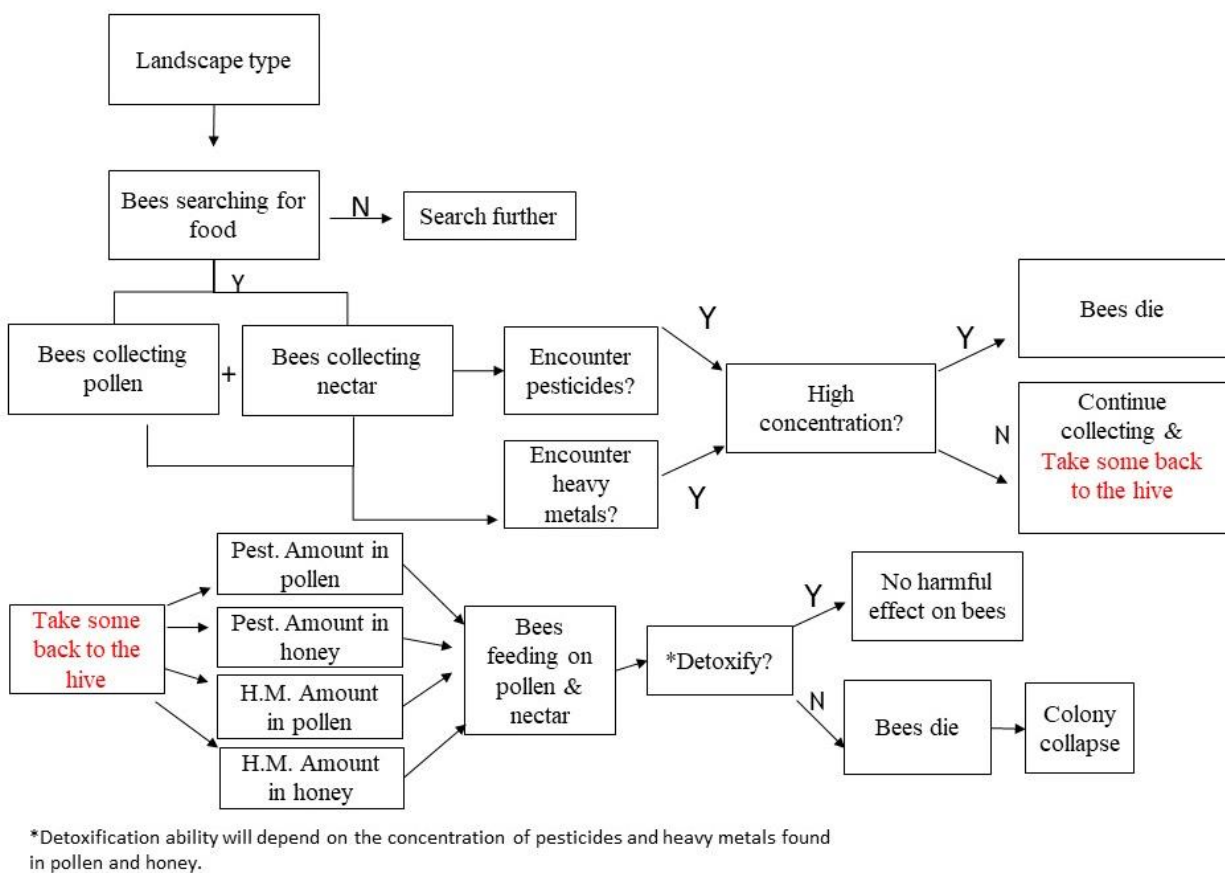 Landscape type
Bees searching for
food
N
Search further
Y
Bees collecting
pollen
+
Bees collecting
nectar
Encounter
pesticides?
Y
Encounter
heavy
metals?
Y
High
concentration?
Y
Bees die
N
Continue
collecting &
Take some back
to the hive
Take some
back to the
hive
Pest. Amount in
pollen
Pest. Amount in
honey
H.M. Amount
in pollen
H.M. Amount
in honey
Bees
feeding on
pollen &
nectar
*Detoxify?
Y
No harmful
effect on bees
N
Bees die
Colony
collapse
*Detoxification ability will depend on the concentration of pesticides and heavy metals found
in pollen and honey.